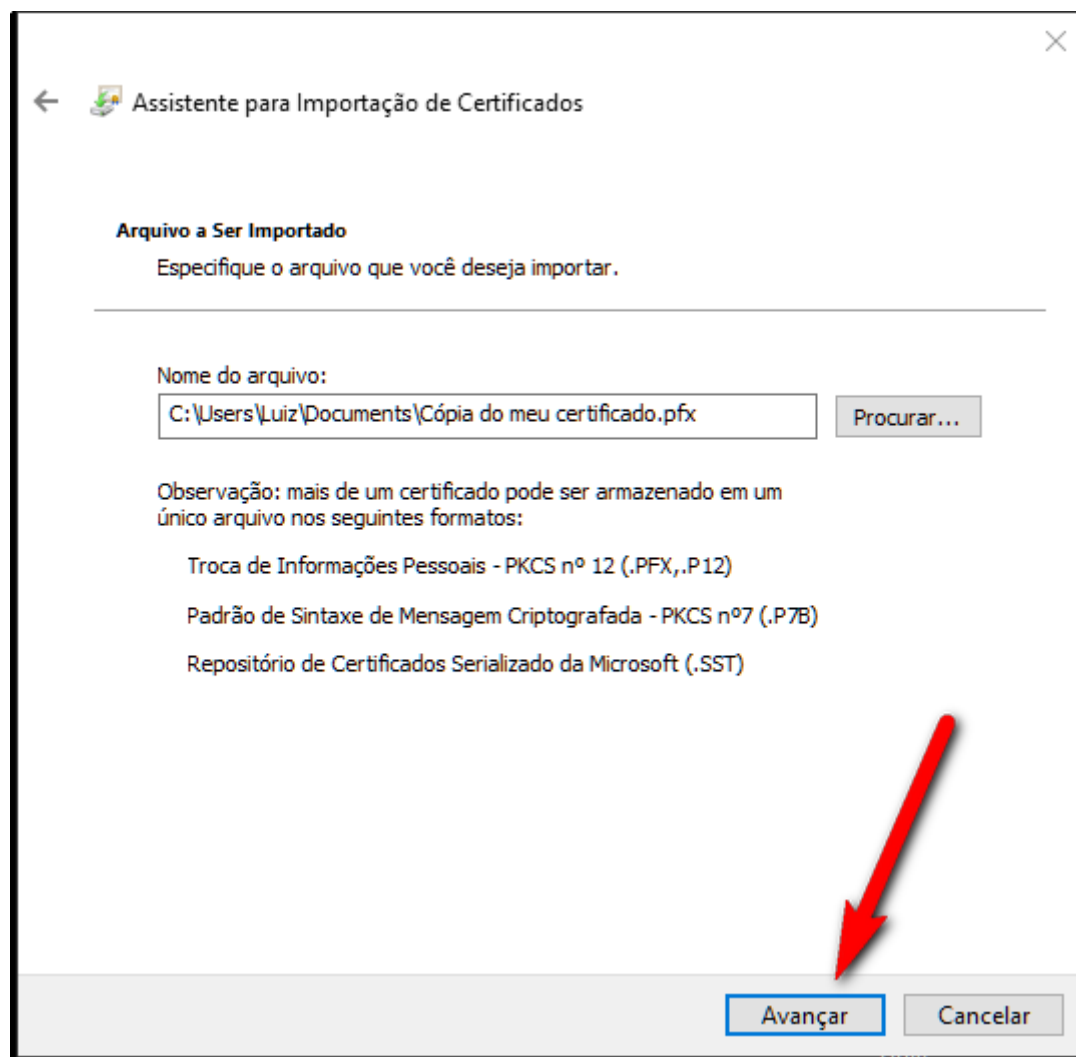 Assistente para Importação de Certificados
Arquivo a Ser Importado
Especifique o arquivo que você deseja importar.
Nome do arquivo:
C:\Users\Luiz\Documents\Cópia do meu certificado.pfx
Procurar...
Observação: mais de um certificado pode ser armazenado em um
único arquivo nos seguintes formatos:
Troca de Informações Pessoais - PKCS nº 12 (.PFX,.P12)
Padrão de Sintaxe de Mensagem Criptografada - PKCS nº7 (.P7B)
Repositório de Certificados Serializado da Microsoft (.SST)
Avançar
Cancelar